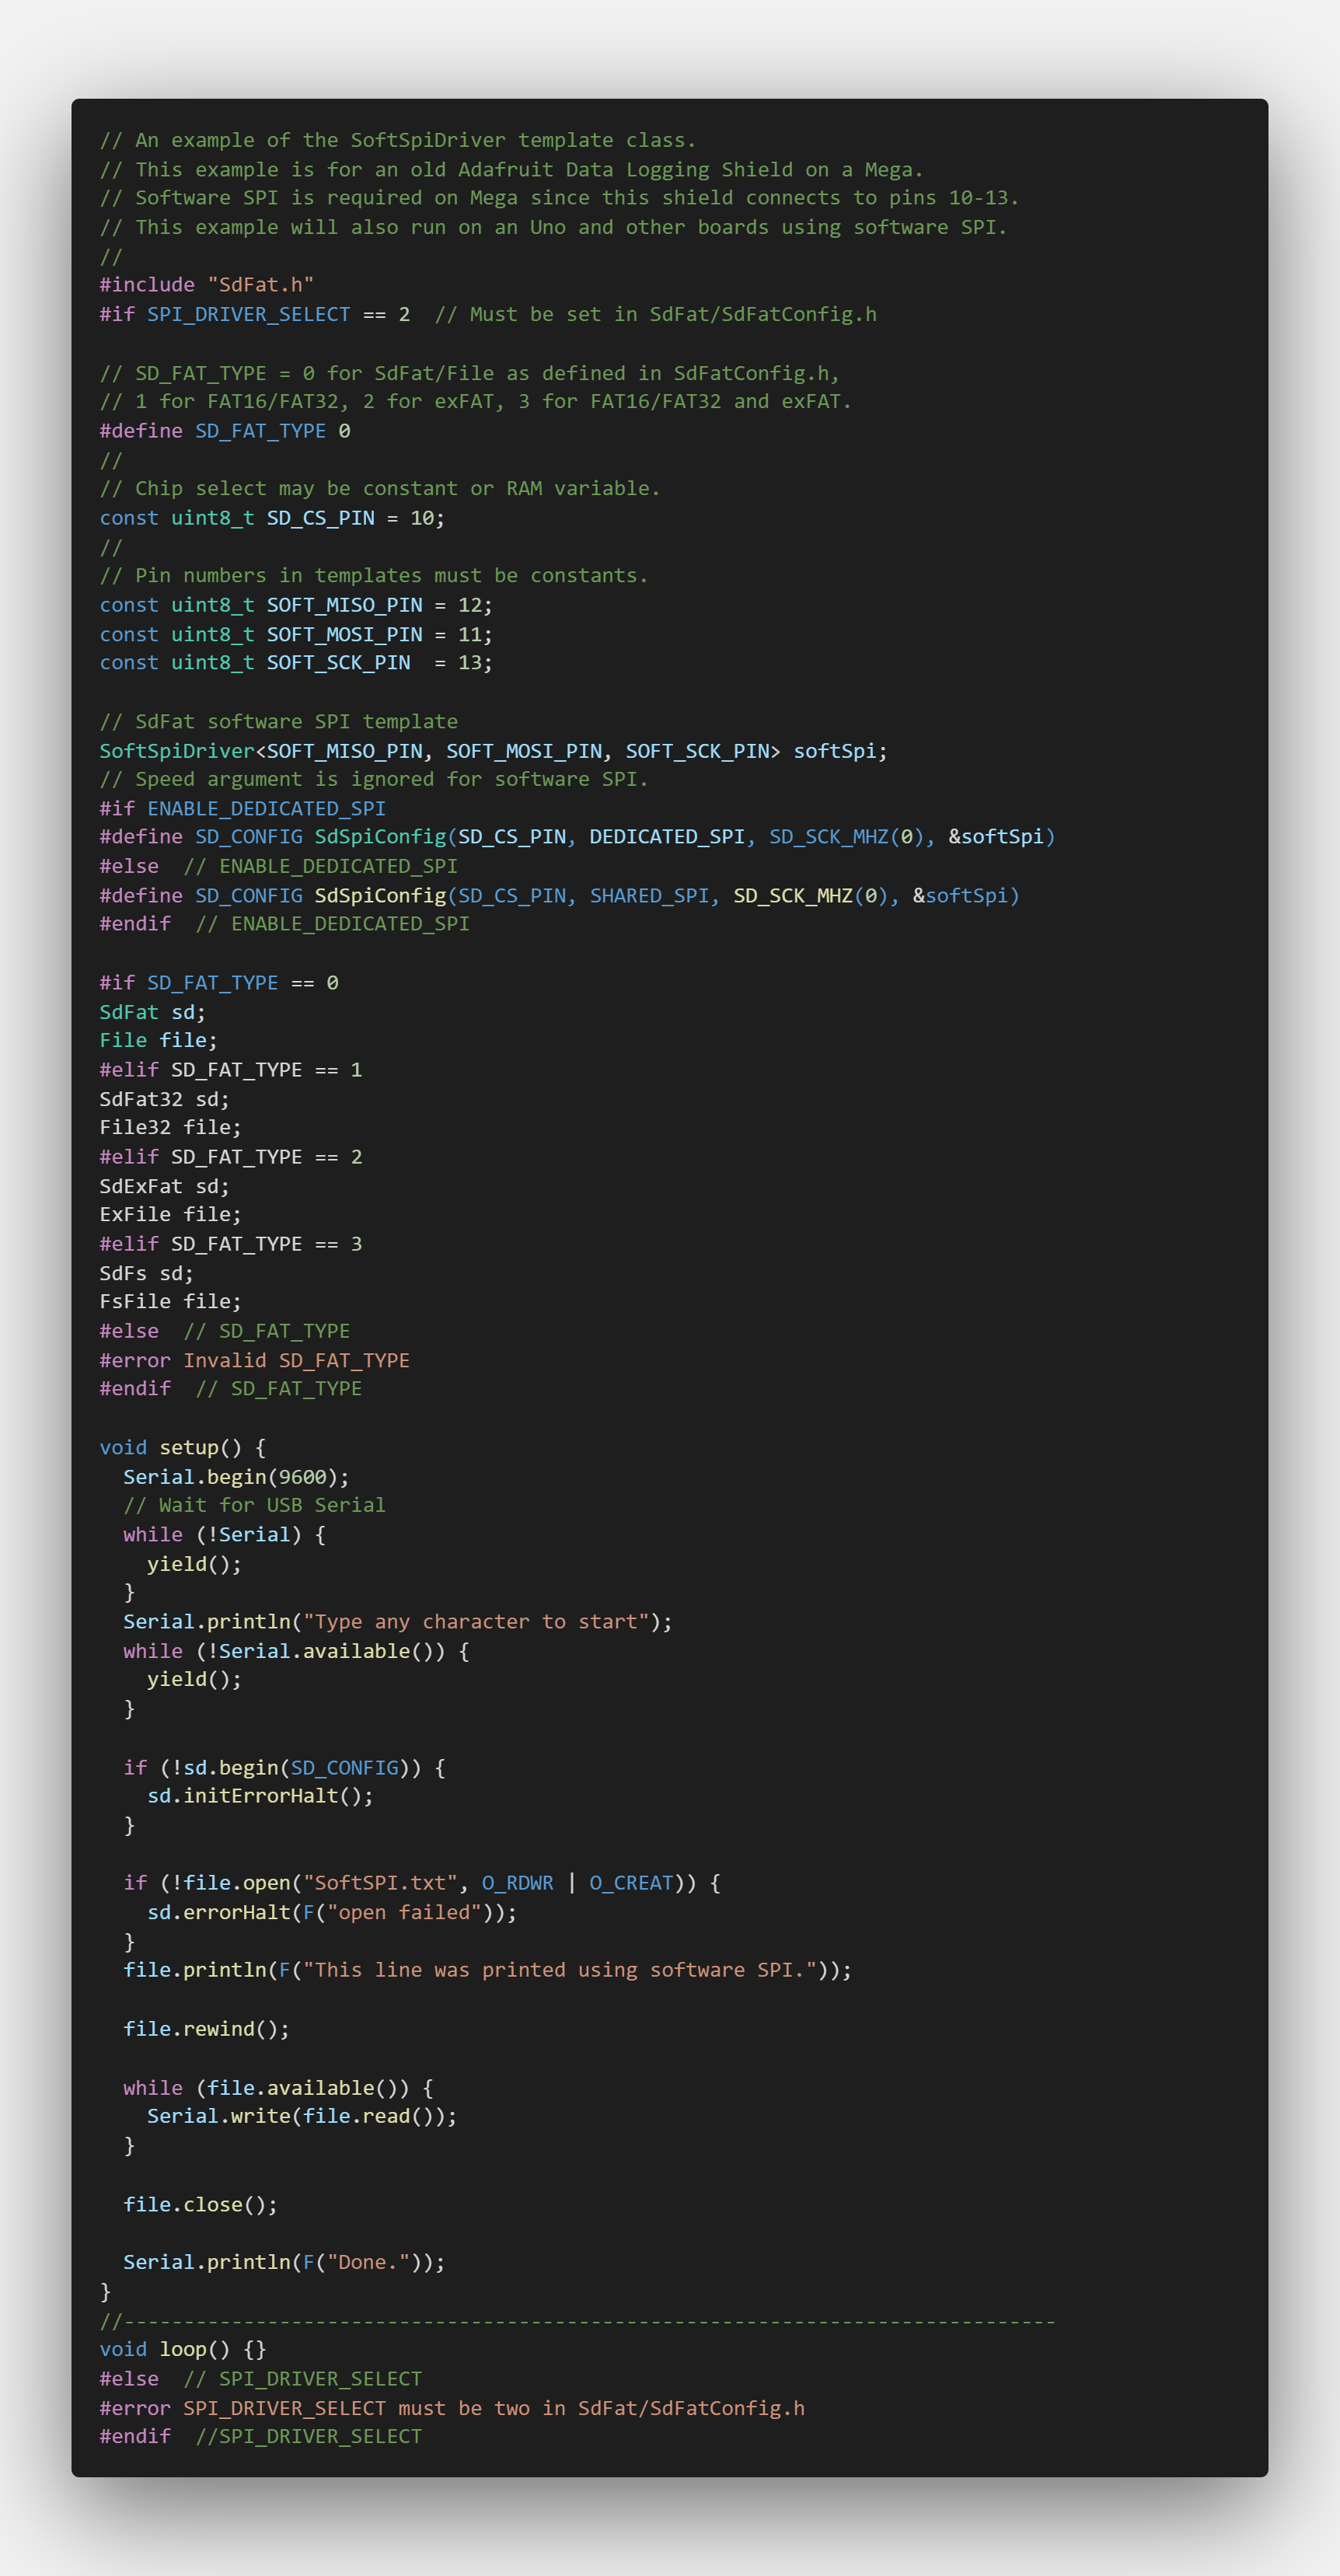 // An example of the SoftSpiDriver template class.
// This example is for an old Adafruit Data Logging Shield on a Mega.
// Software SPI is required on Mega since this shield connects to pins 10-13.
// This example will also run on an Uno and other boards using software SPI.
//
#include "SdFat.h"
#if SPI_DRIVER_SELECT == 2  // Must be set in SdFat/SdFatConfig.h

// SD_FAT_TYPE = 0 for SdFat/File as defined in SdFatConfig.h,
// 1 for FAT16/FAT32, 2 for exFAT, 3 for FAT16/FAT32 and exFAT.
#define SD_FAT_TYPE 0
//
// Chip select may be constant or RAM variable.
const uint8_t SD_CS_PIN = 10;
//
// Pin numbers in templates must be constants.
const uint8_t SOFT_MISO_PIN = 12;
const uint8_t SOFT_MOSI_PIN = 11;
const uint8_t SOFT_SCK_PIN  = 13;

// SdFat software SPI template
SoftSpiDriver<SOFT_MISO_PIN, SOFT_MOSI_PIN, SOFT_SCK_PIN> softSpi;
// Speed argument is ignored for software SPI.
#if ENABLE_DEDICATED_SPI
#define SD_CONFIG SdSpiConfig(SD_CS_PIN, DEDICATED_SPI, SD_SCK_MHZ(0), &softSpi)
#else  // ENABLE_DEDICATED_SPI
#define SD_CONFIG SdSpiConfig(SD_CS_PIN, SHARED_SPI, SD_SCK_MHZ(0), &softSpi)
#endif  // ENABLE_DEDICATED_SPI

#if SD_FAT_TYPE == 0
SdFat sd;
File file;
#elif SD_FAT_TYPE == 1
SdFat32 sd;
File32 file;
#elif SD_FAT_TYPE == 2
SdExFat sd;
ExFile file;
#elif SD_FAT_TYPE == 3
SdFs sd;
FsFile file;
#else  // SD_FAT_TYPE
#error Invalid SD_FAT_TYPE
#endif  // SD_FAT_TYPE

void setup() {
  Serial.begin(9600);
  // Wait for USB Serial
  while (!Serial) {
    yield();
  }
  Serial.println("Type any character to start");
  while (!Serial.available()) {
    yield();
  }

  if (!sd.begin(SD_CONFIG)) {
    sd.initErrorHalt();
  }

  if (!file.open("SoftSPI.txt", O_RDWR | O_CREAT)) {
    sd.errorHalt(F("open failed"));
  }
  file.println(F("This line was printed using software SPI."));

  file.rewind();

  while (file.available()) {
    Serial.write(file.read());
  }

  file.close();

  Serial.println(F("Done."));
}
//------------------------------------------------------------------------------
void loop() {}
#else  // SPI_DRIVER_SELECT
#error SPI_DRIVER_SELECT must be two in SdFat/SdFatConfig.h
#endif  //SPI_DRIVER_SELECT